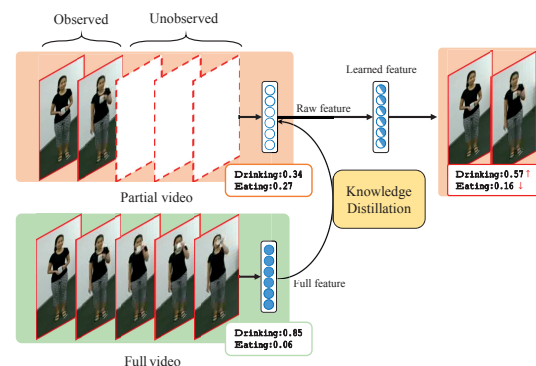 Observed
Unobserved
Learned feature
Raw feature
Drinking:0.34
Eating:0.27
Drinking:0.57↑
Eating:0.16 ↓
Partial video
Knowledge
Distillation
Full feature
Drinking:0.85
Eating:0.06
Full video